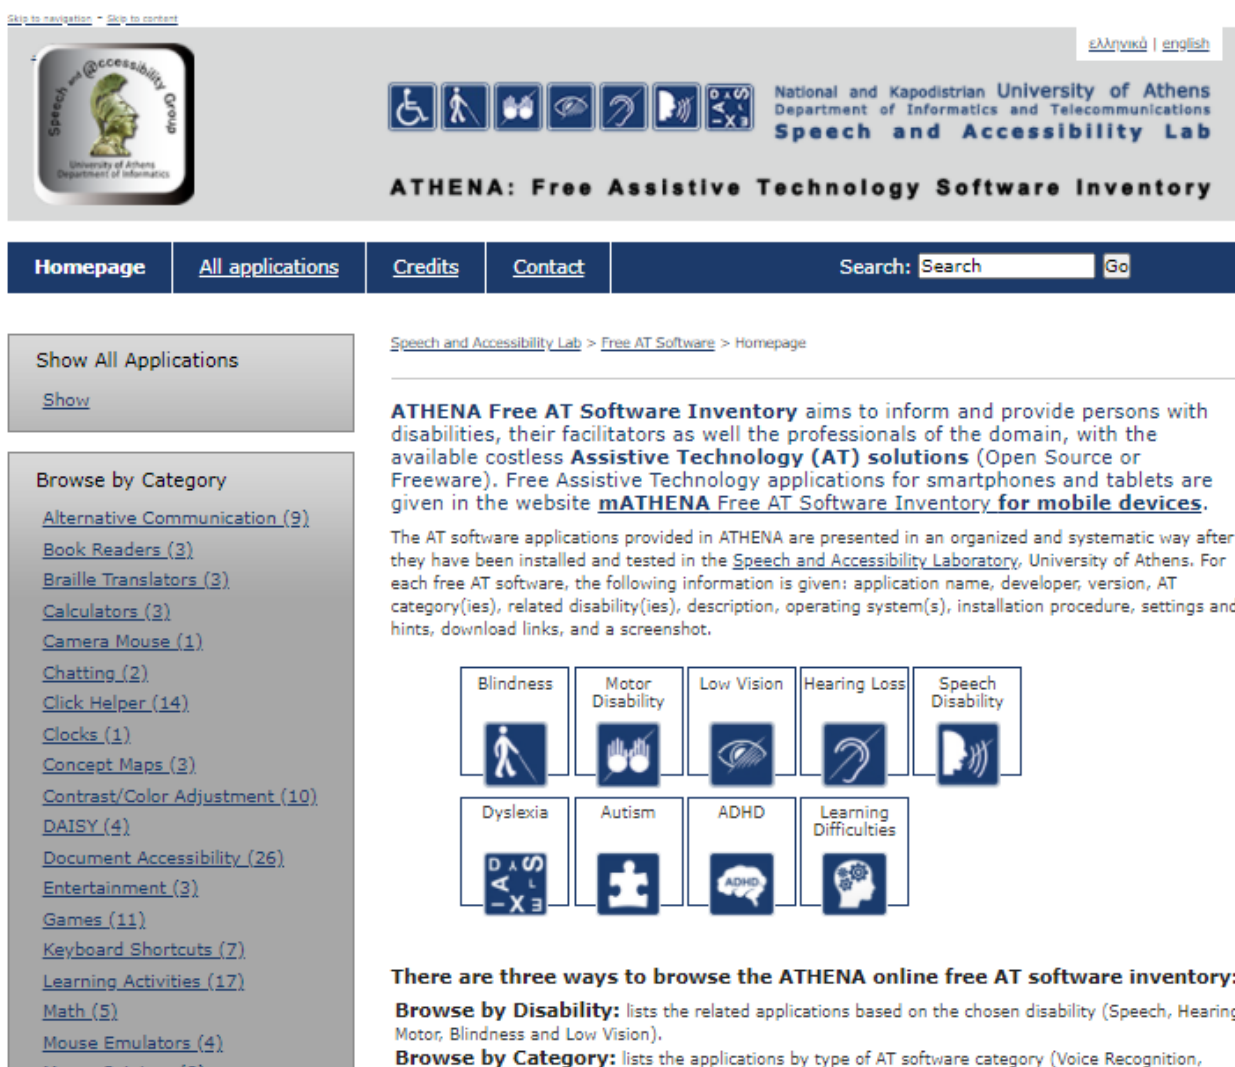 Skip to navigation - Skip to content
ελληνικά | english
Speech and @ccessibility Group
University of Athens
Department of Informatics
National and Kapodistrian University of Athens
Department of Informatics and Telecommunications
Speech and Accessibility Lab
ATHENA: Free Assistive Technology Software Inventory
Homepage All applications Credits Contact Search: Search Go
Show All Applications
Show
Browse by Category
Alternative Communication (9)
Book Readers (3)
Braille Translators (3)
Calculators (3)
Camera Mouse (1)
Chatting (2)
Click Helper (14)
Clocks (1)
Concept Maps (3)
Contrast/Color Adjustment (10)
DAISY (4)
Document Accessibility (26)
Entertainment (3)
Games (11)
Keyboard Shortcuts (7)
Learning Activities (17)
Math (5)
Mouse Emulators (4)
Speech and Accessibility Lab > Free AT Software > Homepage
ATHENA Free AT Software Inventory aims to inform and provide persons with
disabilities, their facilitators as well the professionals of the domain, with the
available costless Assistive Technology (AT) solutions (Open Source or
Freeware). Free Assistive Technology applications for smartphones and tablets are
given in the website mATHENA Free AT Software Inventory for mobile devices.
The AT software applications provided in ATHENA are presented in an organized and systematic way after
they have been installed and tested in the Speech and Accessibility Laboratory, University of Athens. For
each free AT software, the following information is given: application name, developer, version, AT
category(ies), related disability(ies), description, operating system(s), installation procedure, settings and
hints, download links, and a screenshot.
Blindness
Motor
Disability
Low Vision
Hearing Loss
Speech
Disability
Dyslexia
Autism
ADHD
ADHD
Learning
Difficulties
There are three ways to browse the ATHENA online free AT software inventory:
Browse by Disability: lists the related applications based on the chosen disability (Speech, Hearing
Motor, Blindness and Low Vision).
Browse by Category: lists the applications by type of AT software category (Voice Recognition,